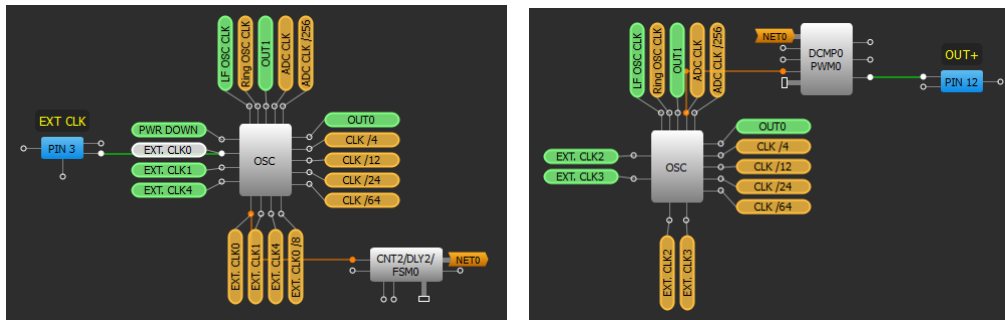 LF OSC CLK
Ring OSC CLK
OUT1
ADC CLK
ADC CLK /256
EXT CLK
PIN 3
PWR DOWN
EXT. CLK0
EXT. CLK1
EXT. CLK4
OSC
OUT0
CLK /4
CLK /12
CLK /24
CLK /64
EXT. CLK0
EXT. CLK1
EXT. CLK4
EXT. CLK0 /8
CNT2/DLY2/
FSM0
NET0
LF OSC CLK
Ring OSC CLK
OUT1
ADC CLK
ADC CLK /256
NET0
DCMP0
PWM0
OUT+
PIN 12
EXT. CLK2
EXT. CLK3
OSC
OUT0
CLK /4
CLK /12
CLK /24
CLK /64
EXT. CLK2
EXT. CLK3